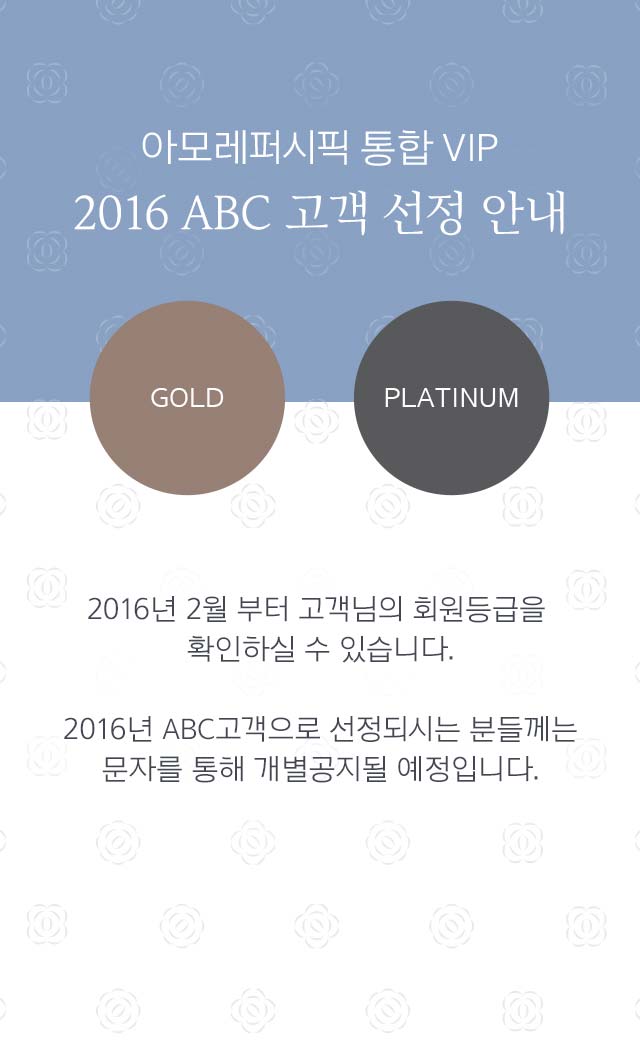 아모레퍼시픽 통합 VIP
2016 ABC 고객 선정 안내
GOLD
PLATINUM
2016년 2월 부터 고객님의 회원등급을
확인하실 수 있습니다.
2016년 ABC고객으로 선정되시는 분들께는
문자를 통해 개별공지될 예정입니다.